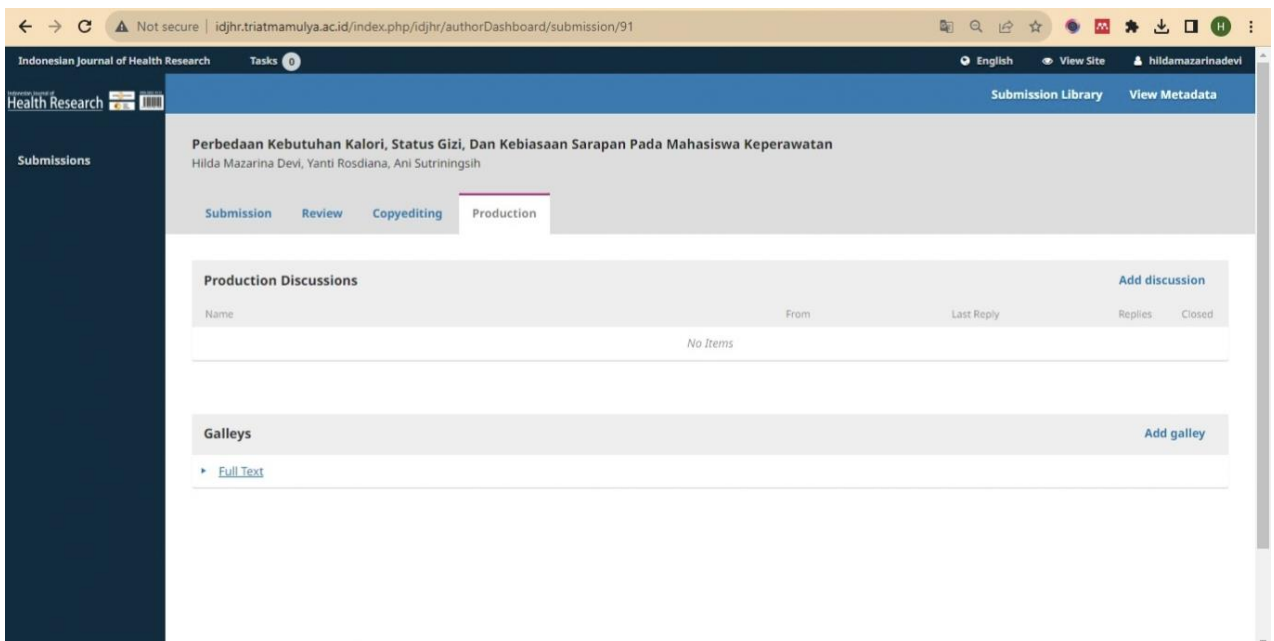 Not secure | idjhr.triatmamulya.ac.id/index.php/idjhr/authorDashboard/submission/91
H
Indonesian Journal of Health Research Tasks 0 English View Site hildamazarinadevi
Health Research
Submission Library View Metadata
Submissions
Perbedaan Kebutuhan Kalori, Status Gizi, Dan Kebiasaan Sarapan Pada Mahasiswa Keperawatan
Hilda Mazarina Devi, Yanti Rosdiana, Ani Sutriningsih
Submission Review Copyediting Production
Production Discussions Add discussion
Name From Last Reply Replies Closed
No Items
Galleys Add galley
Full Text